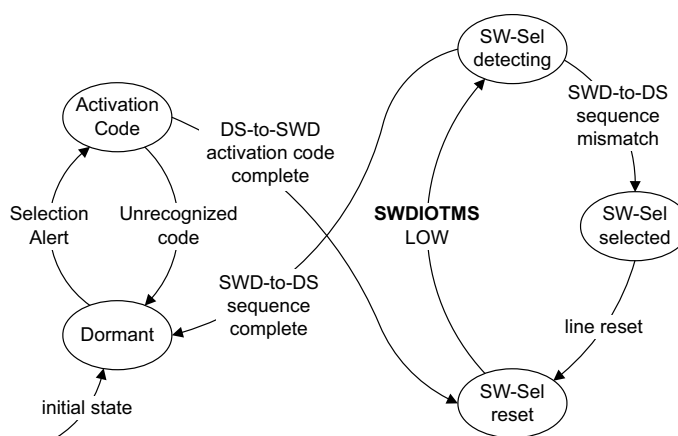 SW-Sel
detecting
Activation
Code
DS-to-SWD
activation code
complete
SWD-to-DS
sequence
mismatch
Selection
Alert
Unrecognized
code
SWDIOTMS
LOW
SW-Sel
selected
SWD-to-DS
sequence
complete
Dormant
line reset
initial state
SW-Sel
reset